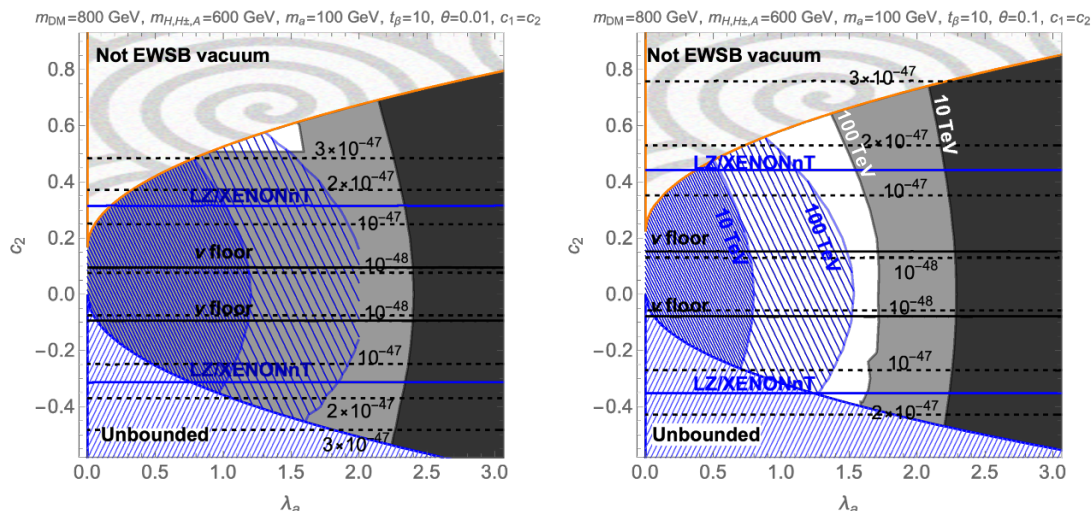 m_DM=800 GeV, m_H,H±,A=600 GeV, m_a=100 GeV, t_β=10, θ=0.01, c₁=c₂
Not EWSB vacuum
3×10⁻⁴⁷
2×10⁻⁴⁷
LZ/XENONnT
10⁻⁴⁷
ν floor
10⁻⁴⁸
ν floor
10⁻⁴⁸
10⁻⁴⁷
LZ/XENONnT
2×10⁻⁴⁷
Unbounded
3×10⁻⁴⁷
0.8
0.6
0.4
0.2
0.0
−0.2
−0.4
c₂
0.0 0.5 1.0 1.5 2.0 2.5 3.0
λ_a
m_DM=800 GeV, m_H,H±,A=600 GeV, m_a=100 GeV, t_β=10, θ=0.1, c₁=c₂
Not EWSB vacuum
3×10⁻⁴⁷
10 TeV
100 TeV
2×10⁻⁴⁷
LZ/XENONnT
10⁻⁴⁷
10 TeV
100 TeV
ν floor
10⁻⁴⁸
ν floor
10⁻⁴⁸
10⁻⁴⁷
LZ/XENONnT
2×10⁻⁴⁷
Unbounded
0.8
0.6
0.4
0.2
0.0
−0.2
−0.4
c₂
0.0 0.5 1.0 1.5 2.0 2.5 3.0
λ_a